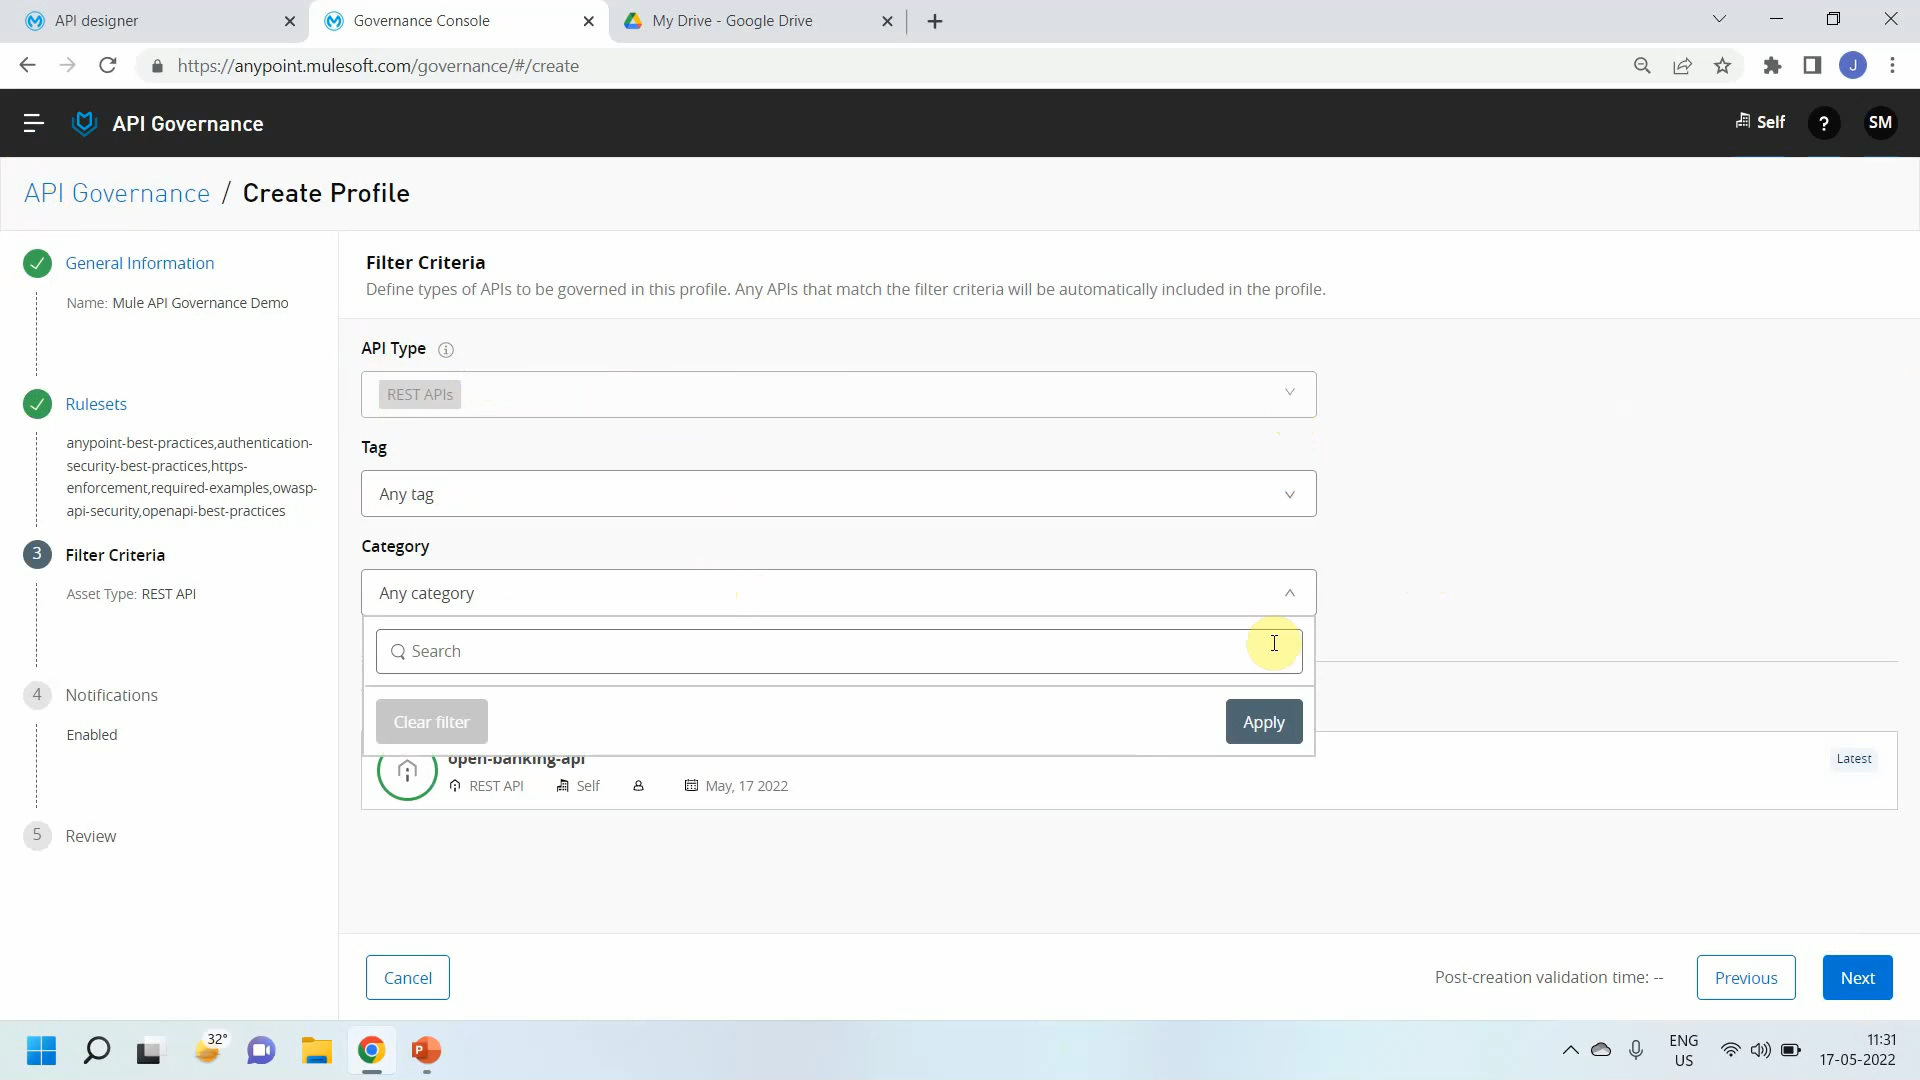 API designer
Governance Console
My Drive - Google Drive
https://anypoint.mulesoft.com/governance/#/create
J
API Governance
Self
?
SM
API Governance / Create Profile
General Information
Name: Mule API Governance Demo
Rulesets
anypoint-best-practices,authentication-
security-best-practices,https-
enforcement,required-examples,owasp-
api-security,openapi-best-practices
3
Filter Criteria
Asset Type: REST API
4
Notifications
Enabled
5
Review
Filter Criteria
Define types of APIs to be governed in this profile. Any APIs that match the filter criteria will be automatically included in the profile.
API Type
REST APIs
Tag
Any tag
Category
Any category
Search
Clear filter
Apply
open-banking-api
Latest
REST API
Self
May, 17 2022
Cancel
Post-creation validation time: --
Previous
Next
32°
ENG
US
11:31
17-05-2022